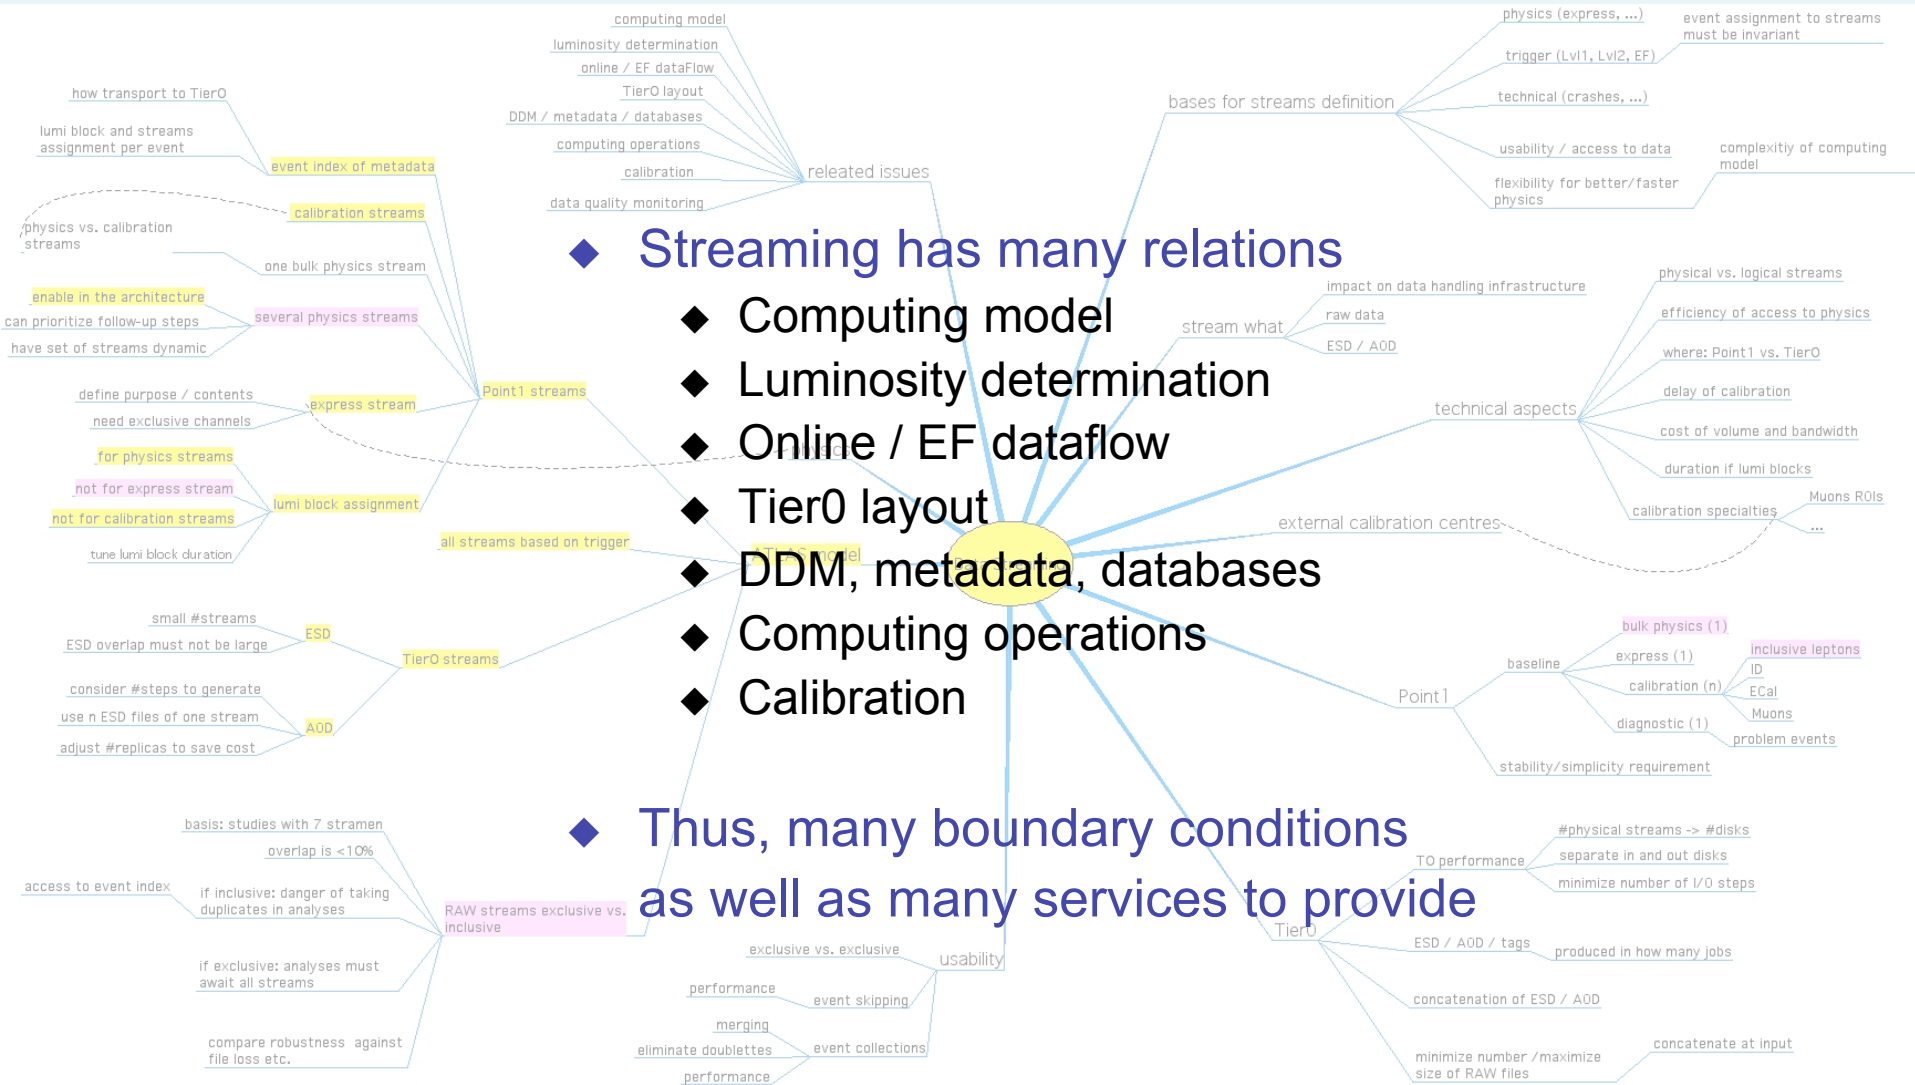 Streaming has many relations
Computing model
Luminosity determination
Online / EF dataflow
Tier0 layout
DDM, metadata, databases
Computing operations
Calibration
Thus, many boundary conditions
as well as many services to provide
Data Streaming
releated issues
computing model
luminosity determination
online / EF dataFlow
Tier0 layout
DDM / metadata / databases
computing operations
calibration
data quality monitoring
bases for streams definition
physics (express, ...)
trigger (Lvl1, Lvl2, EF)
event assignment to streams
must be invariant
technical (crashes, ...)
usability / access to data
flexibility for better/faster
physics
complexitiy of computing
model
stream what
impact on data handling infrastructure
raw data
ESD / AOD
technical aspects
physical vs. logical streams
efficiency of access to physics
where: Point1 vs. Tier0
delay of calibration
cost of volume and bandwidth
duration if lumi blocks
calibration specialties
Muons ROIs
...
external calibration centres
Point1
baseline
bulk physics (1)
express (1)
calibration (n)
inclusive leptons
ID
ECal
Muons
diagnostic (1)
problem events
stability/simplicity requirement
Tier0
T0 performance
#physical streams -> #disks
separate in and out disks
minimize number of I/O steps
ESD / AOD / tags
produced in how many jobs
concatenation of ESD / AOD
minimize number /maximize
size of RAW files
concatenate at input
usability
exclusive vs. exclusive
event skipping
performance
event collections
merging
eliminate doublettes
performance
physics
ATLAS model
Point1 streams
event index of metadata
how transport to Tier0
lumi block and streams
assignment per event
calibration streams
one bulk physics stream
physics vs. calibration
streams
several physics streams
enable in the architecture
can prioritize follow-up steps
have set of streams dynamic
express stream
define purpose / contents
need exclusive channels
lumi block assignment
for physics streams
not for express stream
not for calibration streams
tune lumi block duration
all streams based on trigger
Tier0 streams
ESD
small #streams
ESD overlap must not be large
AOD
consider #steps to generate
use n ESD files of one stream
adjust #replicas to save cost
RAW streams exclusive vs.
inclusive
basis: studies with 7 stramen
overlap is <10%
if inclusive: danger of taking
duplicates in analyses
access to event index
if exclusive: analyses must
await all streams
compare robustness against
file loss etc.